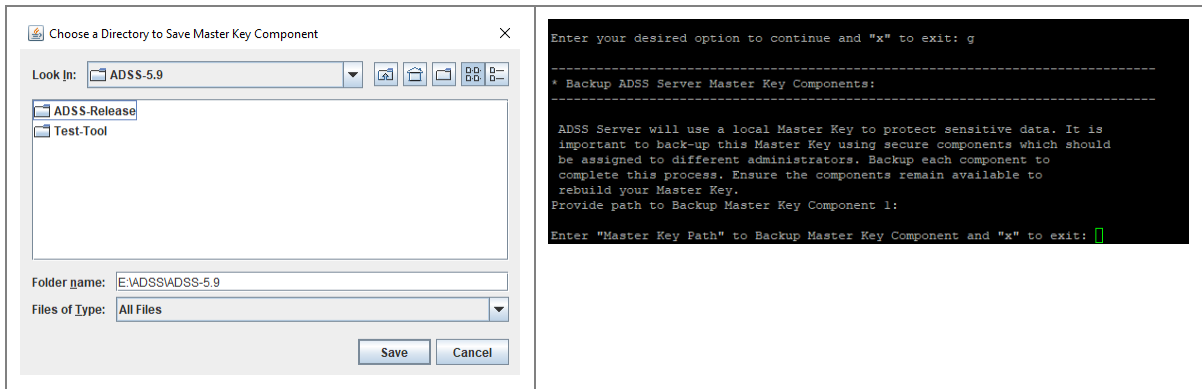 Choose a Directory to Save Master Key Component
Look In: ADSS-5.9
ADSS-Release
Test-Tool
Folder name: E:\ADSS\ADSS-5.9
Files of Type: All Files
Save Cancel
Enter your desired option to continue and "x" to exit: g
--------------------------------------------------------------------------------
* Backup ADSS Server Master Key Components:
--------------------------------------------------------------------------------
ADSS Server will use a local Master Key to protect sensitive data. It is
important to back-up this Master Key using secure components which should
be assigned to different administrators. Backup each component to
complete this process. Ensure the components remain available to
rebuild your Master Key.
Provide path to Backup Master Key Component 1:
Enter "Master Key Path" to Backup Master Key Component and "x" to exit: